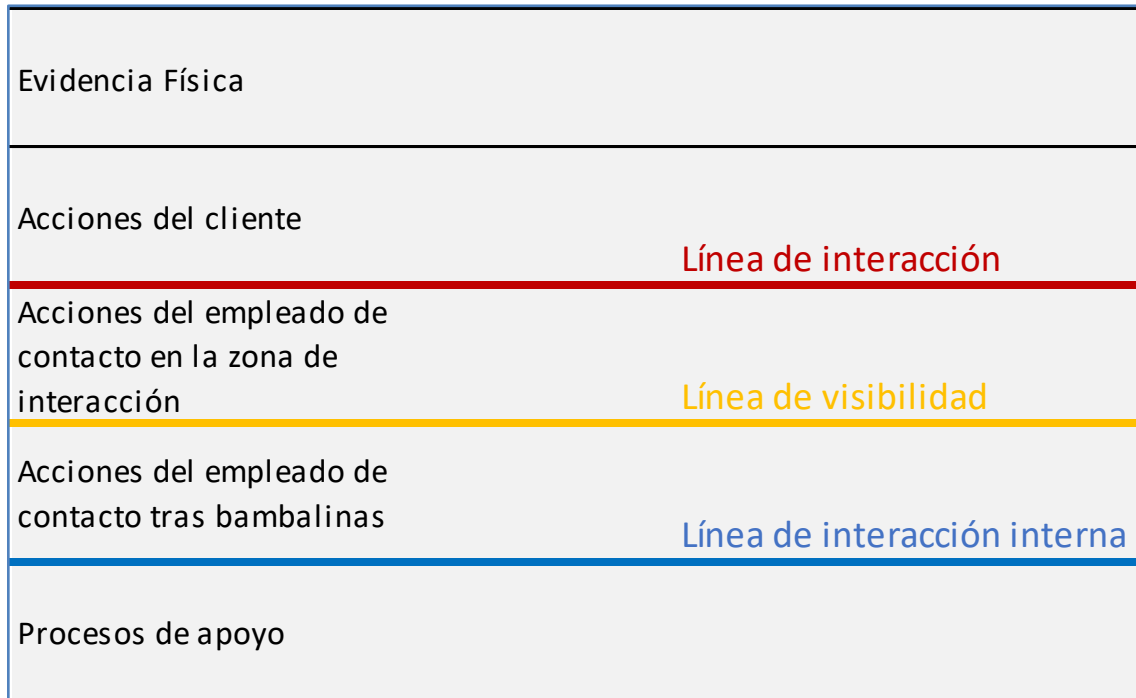 Evidencia Física
Acciones del cliente
Línea de interacción
Acciones del empleado de
contacto en la zona de
interacción
Línea de visibilidad
Acciones del empleado de
contacto tras bambalinas
Línea de interacción interna
Procesos de apoyo